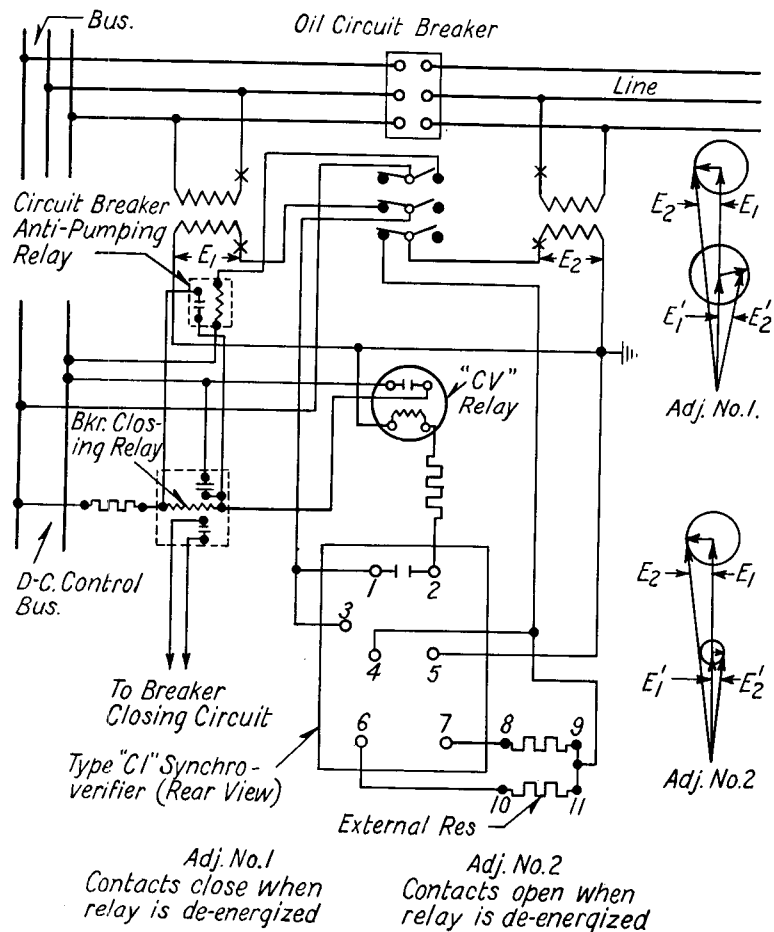 Bus.
Oil Circuit Breaker
Line
Circuit Breaker
Anti-Pumping
Relay
E1
E2
E2
E1
E1'
E2'
Adj. No.1.
"CV"
Relay
Bkr. Clos-
ing Relay
D-C. Control
Bus.
1
2
3
4
5
6
7
8
9
10
11
E2
E1
E1'
E2'
Adj. No.2
To Breaker
Closing Circuit
Type "CI" Synchro-
verifier (Rear View)
External Res
Adj. No.1
Contacts close when
relay is de-energized
Adj. No.2
Contacts open when
relay is de-energized